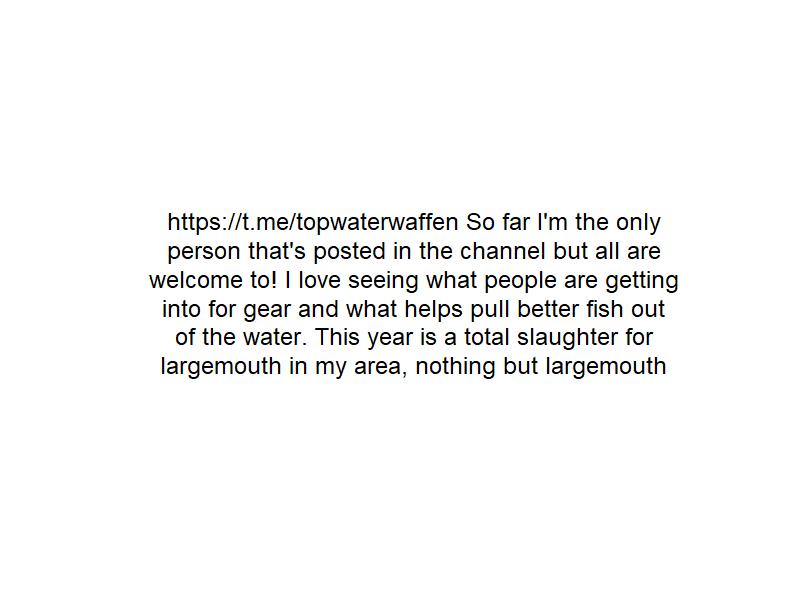 https://t.me/topwaterwaffen So far I'm the only
person that's posted in the channel but all are
welcome to! I love seeing what people are getting
into for gear and what helps pull better fish out
of the water. This year is a total slaughter for
largemouth in my area, nothing but largemouth